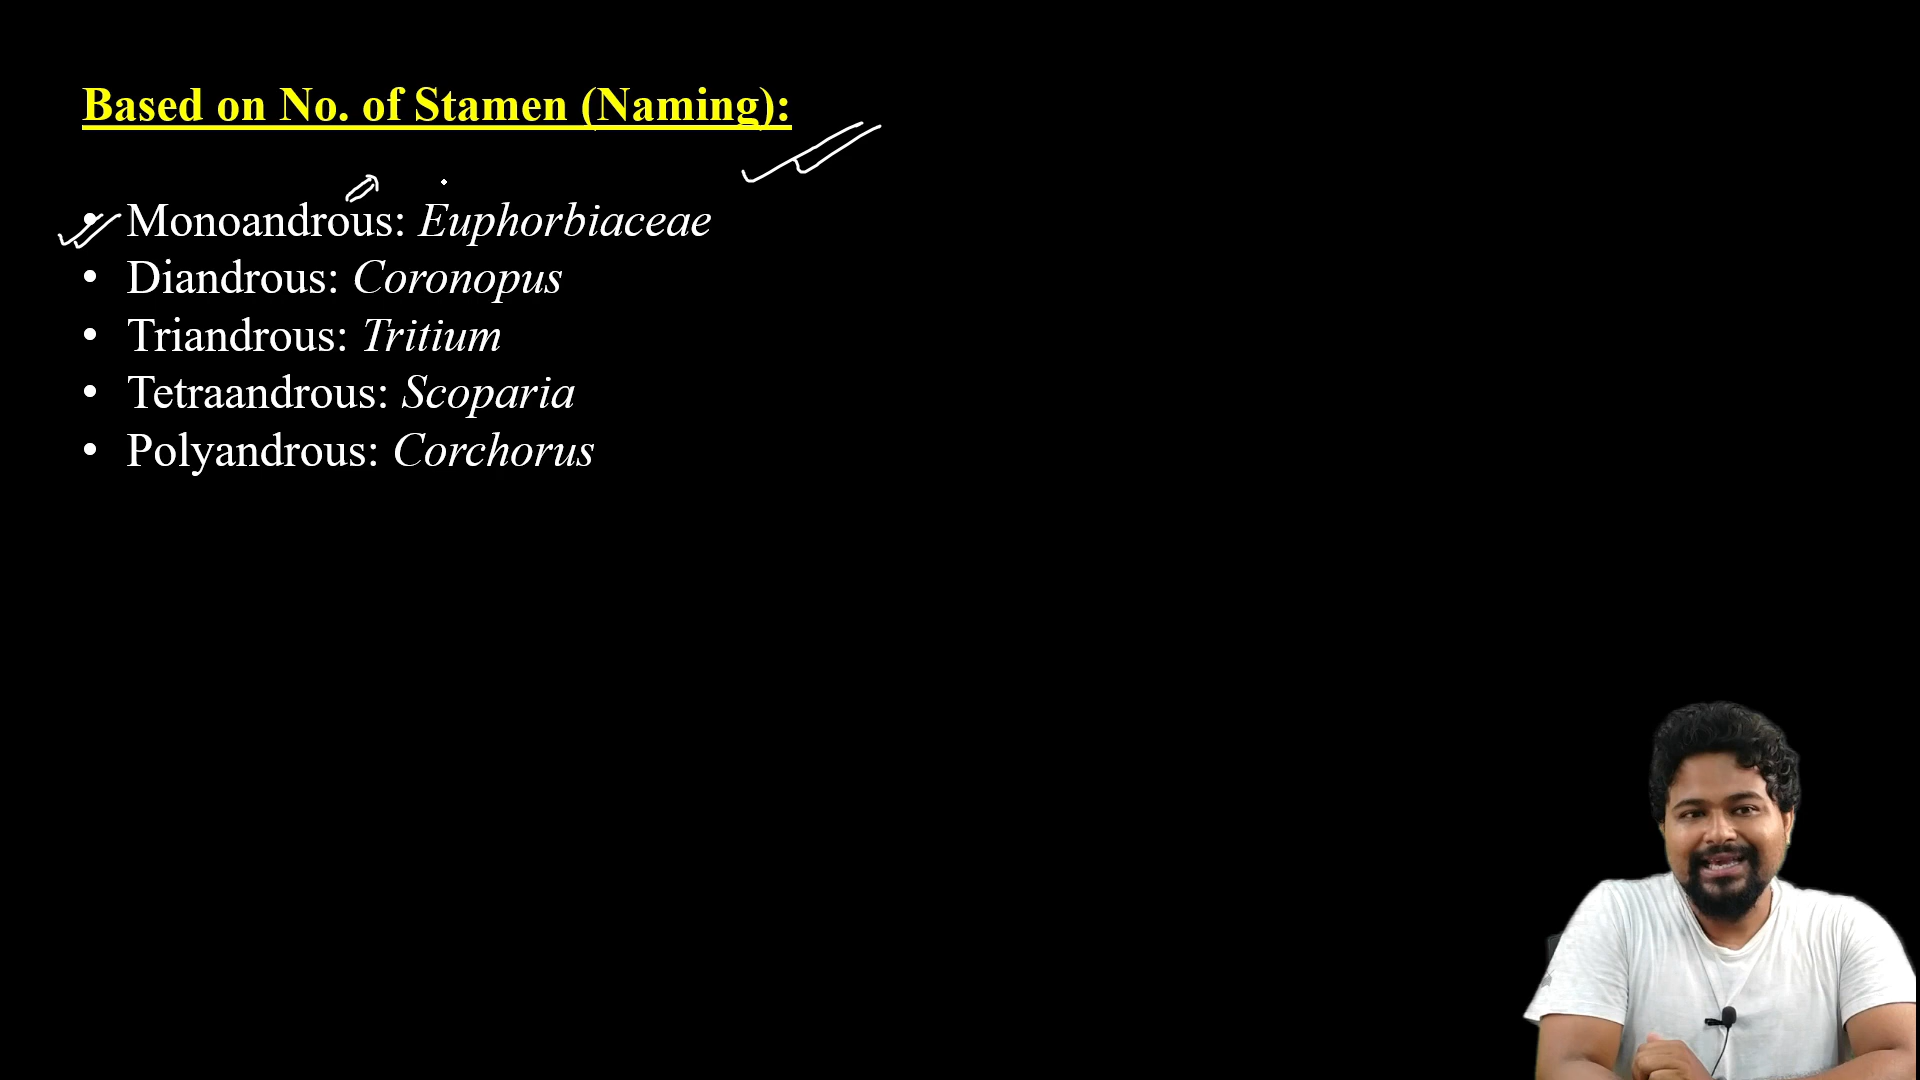 Based on No. of Stamen (Naming):
• Monoandrous: Euphorbiaceae
• Diandrous: Coronopus
• Triandrous: Tritium
• Tetraandrous: Scoparia
• Polyandrous: Corchorus